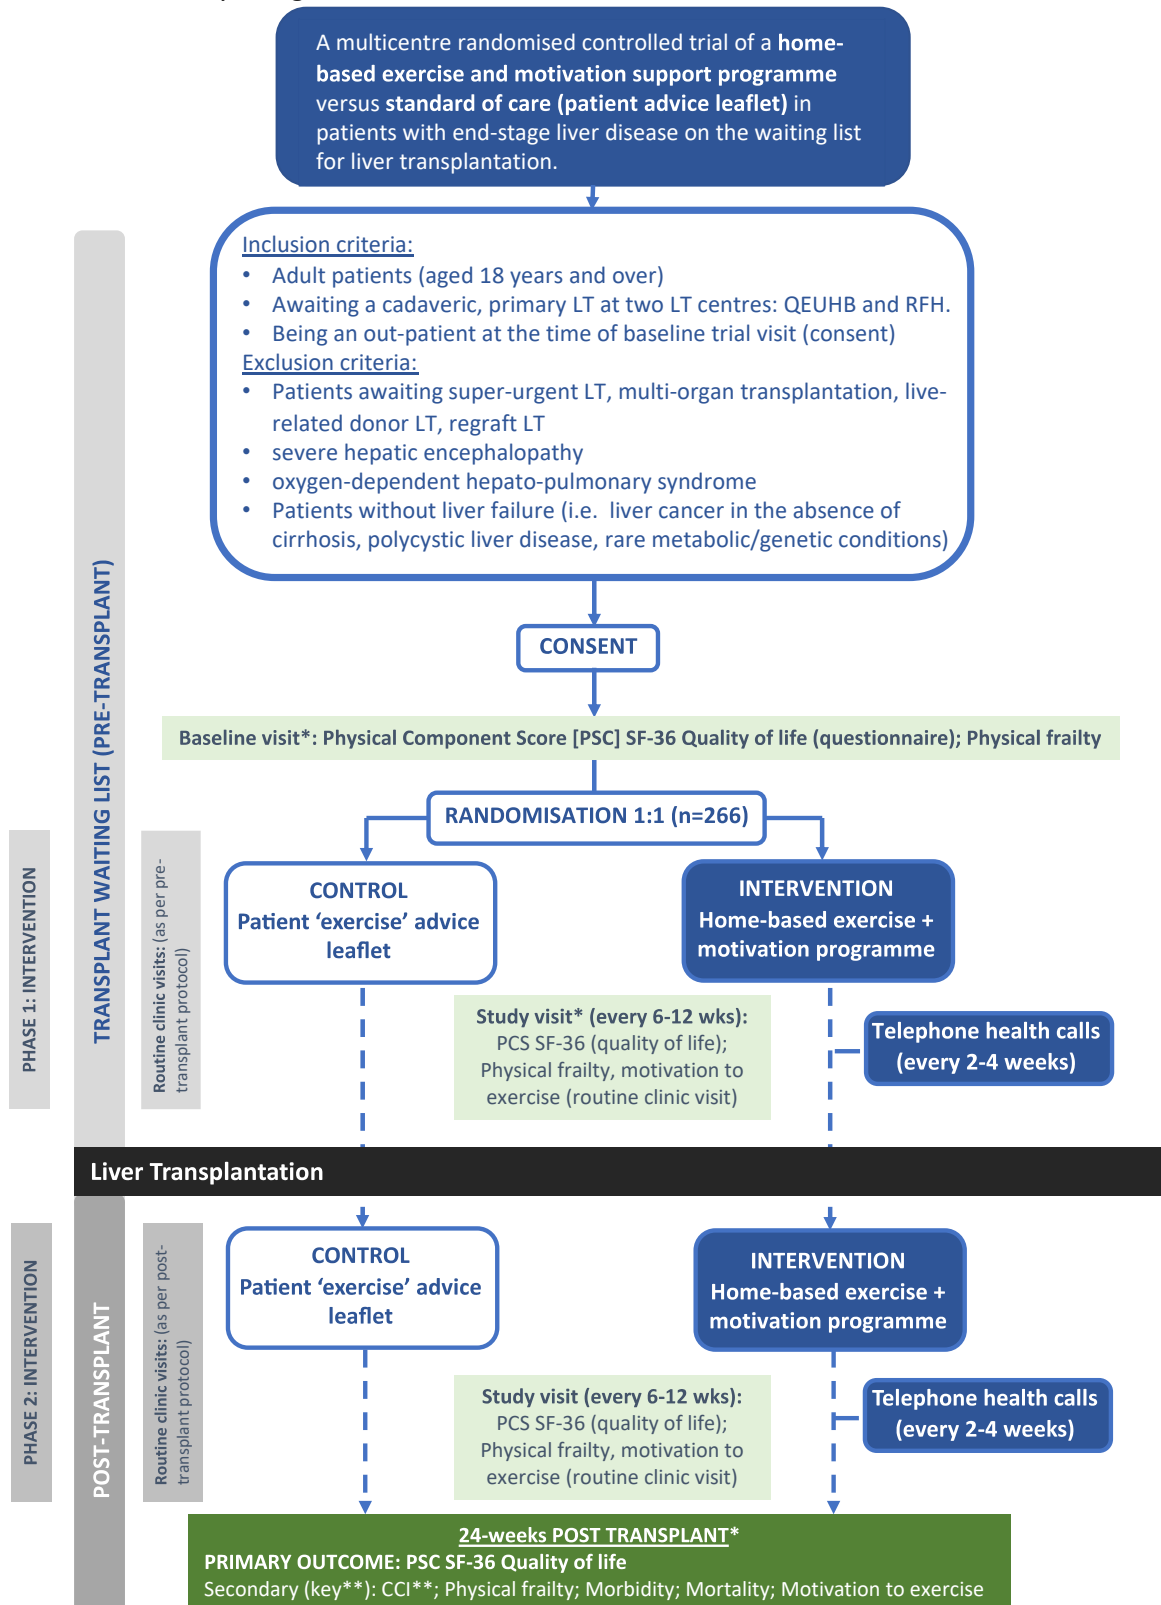 A multicentre randomised controlled trial of a home-
based exercise and motivation support programme
versus standard of care (patient advice leaflet) in
patients with end-stage liver disease on the waiting list
for liver transplantation.
Inclusion criteria:
• Adult patients (aged 18 years and over)
• Awaiting a cadaveric, primary LT at two LT centres: QEUHB and RFH.
• Being an out-patient at the time of baseline trial visit (consent)
Exclusion criteria:
• Patients awaiting super-urgent LT, multi-organ transplantation, live-
related donor LT, regraft LT
• severe hepatic encephalopathy
• oxygen-dependent hepato-pulmonary syndrome
• Patients without liver failure (i.e. liver cancer in the absence of
cirrhosis, polycystic liver disease, rare metabolic/genetic conditions)
CONSENT
Baseline visit*: Physical Component Score [PSC] SF-36 Quality of life (questionnaire); Physical frailty
RANDOMISATION 1:1 (n=266)
TRANSPLANT WAITING LIST (PRE-TRANSPLANT)
PHASE 1: INTERVENTION
Routine clinic visits: (as per pre-
transplant protocol)
CONTROL
Patient ‘exercise’ advice
leaflet
INTERVENTION
Home-based exercise +
motivation programme
Study visit* (every 6-12 wks):
PCS SF-36 (quality of life);
Physical frailty, motivation to
exercise (routine clinic visit)
Telephone health calls
(every 2-4 weeks)
Liver Transplantation
POST-TRANSPLANT
PHASE 2: INTERVENTION
Routine clinic visits: (as per post-
transplant protocol)
CONTROL
Patient ‘exercise’ advice
leaflet
INTERVENTION
Home-based exercise +
motivation programme
Study visit (every 6-12 wks):
PCS SF-36 (quality of life);
Physical frailty, motivation to
exercise (routine clinic visit)
Telephone health calls
(every 2-4 weeks)
24-weeks POST TRANSPLANT*
PRIMARY OUTCOME: PSC SF-36 Quality of life
Secondary (key**): CCI**; Physical frailty; Morbidity; Mortality; Motivation to exercise